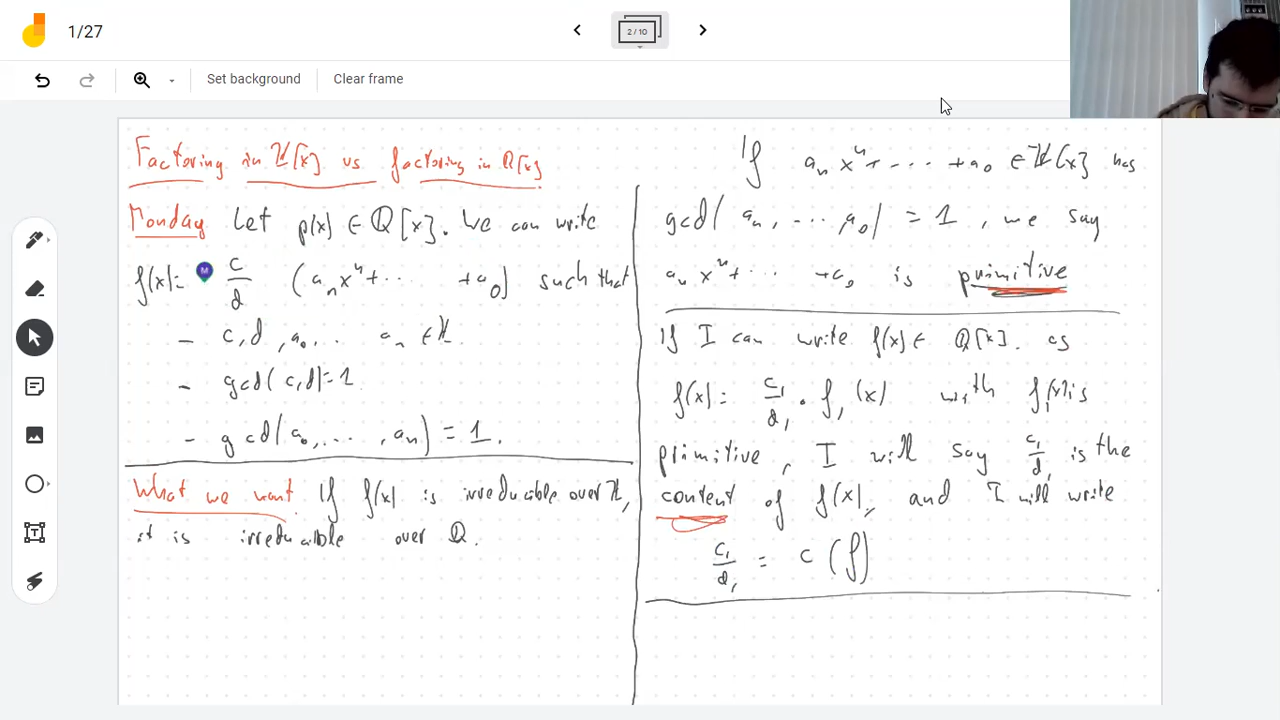 1/27
2/10
Set background
Clear frame
Factoring in ℤ[x] vs factoring in ℚ[x]
Monday Let p(x) ∈ ℚ[x]. We can write
f(x) = c/d (aₙxⁿ + ... + a₀) such that
- c, d, a₀ ... aₙ ∈ ℤ.
- gcd(c,d)=1
- gcd(a₀, ..., aₙ) = 1.
What we want. If f(x) is irreducible over ℤ,
it is irreducible over ℚ.
If aₙxⁿ + ... + a₀ ∈ ℤ[x] has
gcd(aₙ, ..., a₀) = 1, we say
aₙxⁿ + ... + a₀ is primitive
If I can write f(x) ∈ ℚ[x]. as
f(x) = c₁/d₁ · f₁(x) with f₁(x) is
primitive, I will say c₁/d₁ is the
content of f(x), and I will write
c₁/d₁ = c(f)
M